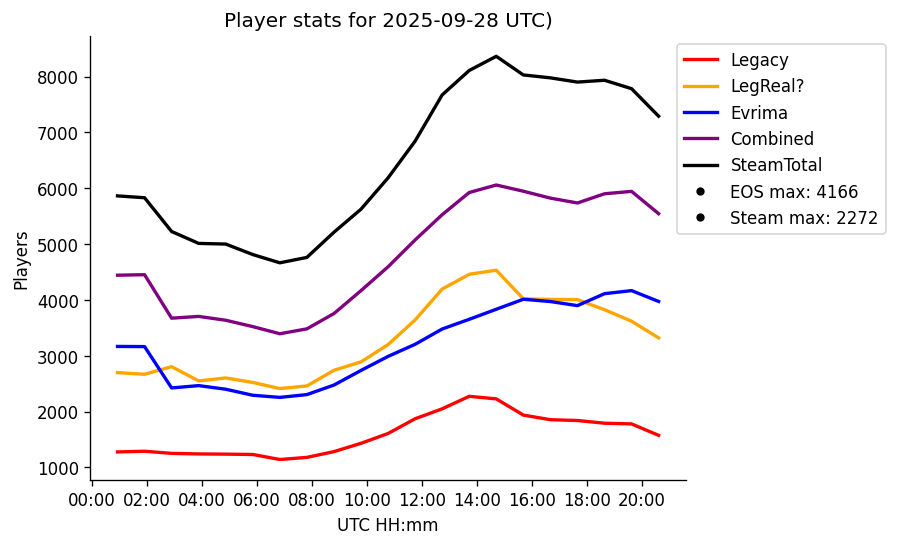 Player stats for 2025-09-28 UTC)
Legacy
LegReal?
Evrima
Combined
SteamTotal
EOS max: 4166
Steam max: 2272
Players
8000
7000
6000
5000
4000
3000
2000
1000
00:00 02:00 04:00 06:00 08:00 10:00 12:00 14:00 16:00 18:00 20:00
UTC HH:mm